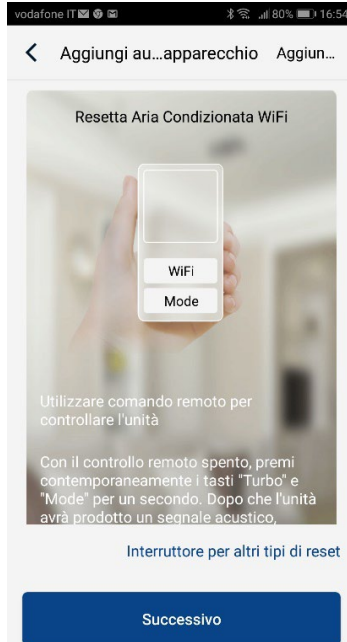 vodafone IT 80% 16:54
Aggiungi au...apparecchio Aggiun...
Resetta Aria Condizionata WiFi
WiFi
Mode
Utilizzare comando remoto per
controllare l'unità
Con il controllo remoto spento, premi
contemporaneamente i tasti "Turbo" e
"Mode" per un secondo. Dopo che l'unità
avrà prodotto un segnale acustico,
Interruttore per altri tipi di reset
Successivo